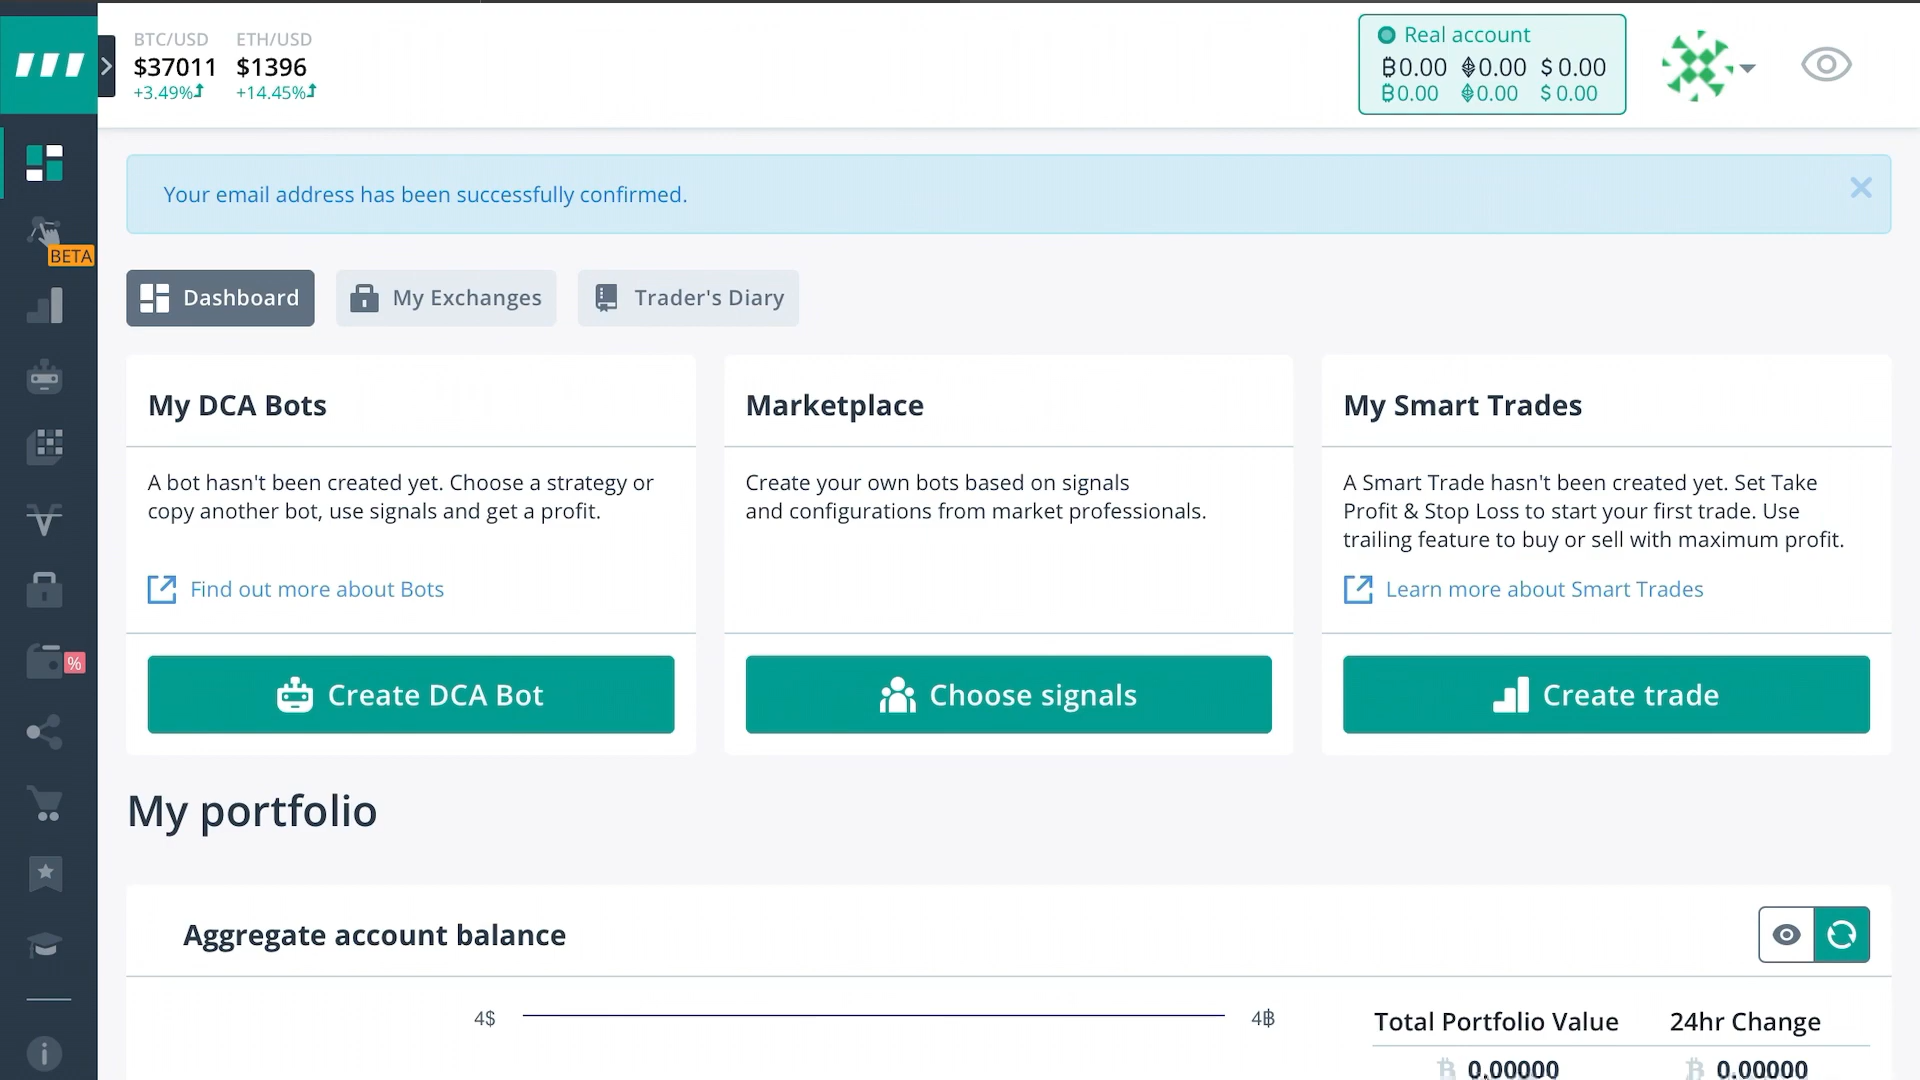 BTC/USD ETH/USD
$37011 $1396
+3.49% +14.45%
Real account
0.00 0.00 $ 0.00
0.00 0.00 $ 0.00
Your email address has been successfully confirmed.
BETA
Dashboard My Exchanges Trader's Diary
My DCA Bots
A bot hasn't been created yet. Choose a strategy or
copy another bot, use signals and get a profit.
Find out more about Bots
Create DCA Bot
Marketplace
Create your own bots based on signals
and configurations from market professionals.
Choose signals
My Smart Trades
A Smart Trade hasn't been created yet. Set Take
Profit & Stop Loss to start your first trade. Use
trailing feature to buy or sell with maximum profit.
Learn more about Smart Trades
Create trade
%
My portfolio
Aggregate account balance
4$ 4₿
Total Portfolio Value 24hr Change
₿ 0.00000 ₿ 0.00000